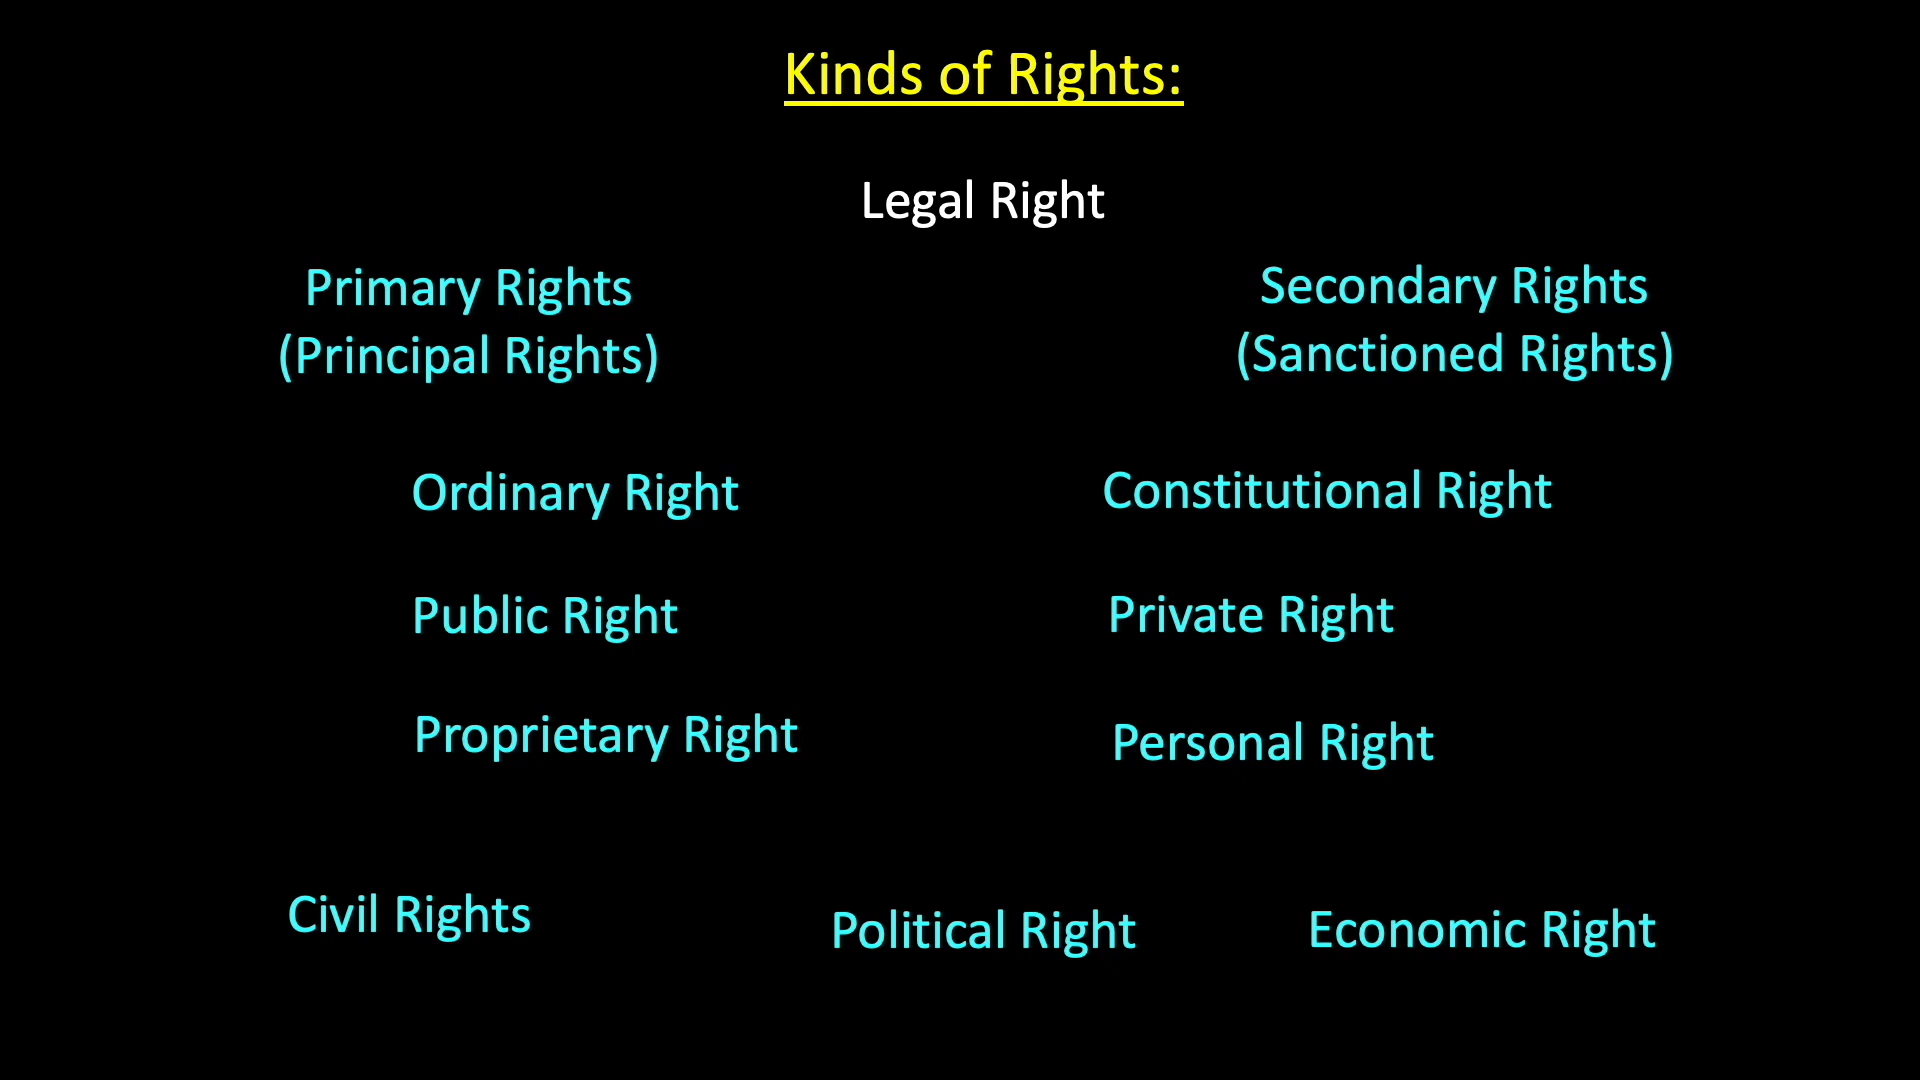 Kinds of Rights:
Legal Right
Primary Rights
(Principal Rights)
Secondary Rights
(Sanctioned Rights)
Ordinary Right
Constitutional Right
Public Right
Private Right
Proprietary Right
Personal Right
Civil Rights
Political Right
Economic Right